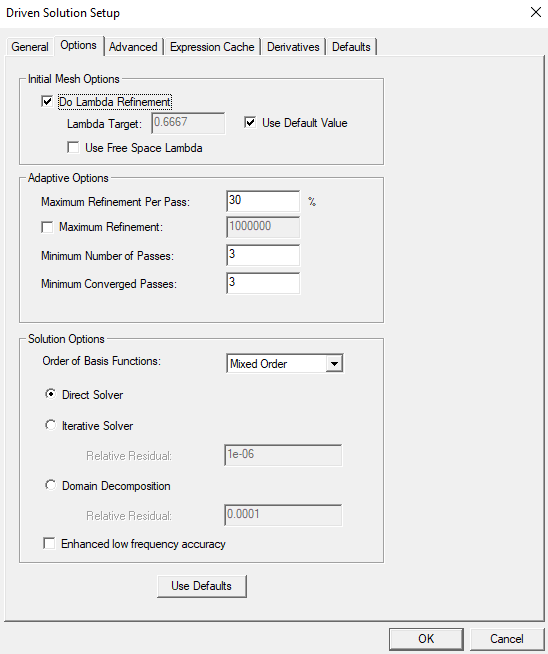 Driven Solution Setup
General Options Advanced Expression Cache Derivatives Defaults
Initial Mesh Options
Do Lambda Refinement
Lambda Target: 0.6667 Use Default Value
Use Free Space Lambda
Adaptive Options
Maximum Refinement Per Pass: 30 %
Maximum Refinement: 1000000
Minimum Number of Passes: 3
Minimum Converged Passes: 3
Solution Options
Order of Basis Functions: Mixed Order
Direct Solver
Iterative Solver
Relative Residual: 1e-06
Domain Decomposition
Relative Residual: 0.0001
Enhanced low frequency accuracy
Use Defaults
OK Cancel